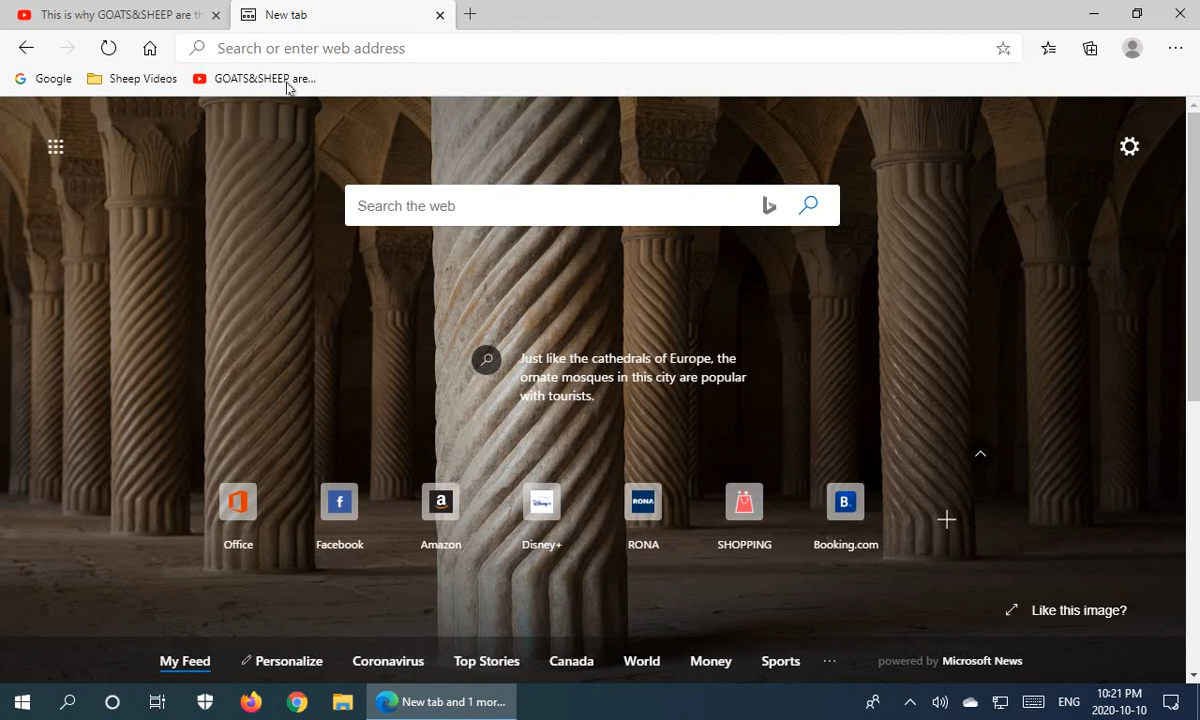 This is why GOATS&SHEEP are th
New tab
Search or enter web address
Google
Sheep Videos
GOATS&SHEEP are...
Search the web
Just like the cathedrals of Europe, the
ornate mosques in this city are popular
with tourists.
Office
Facebook
Amazon
Disney+
RONA
RONA
SHOPPING
B.
Booking.com
Like this image?
My Feed
Personalize
Coronavirus
Top Stories
Canada
World
Money
Sports
powered by Microsoft News
New tab and 1 mor...
ENG
10:21 PM
2020-10-10